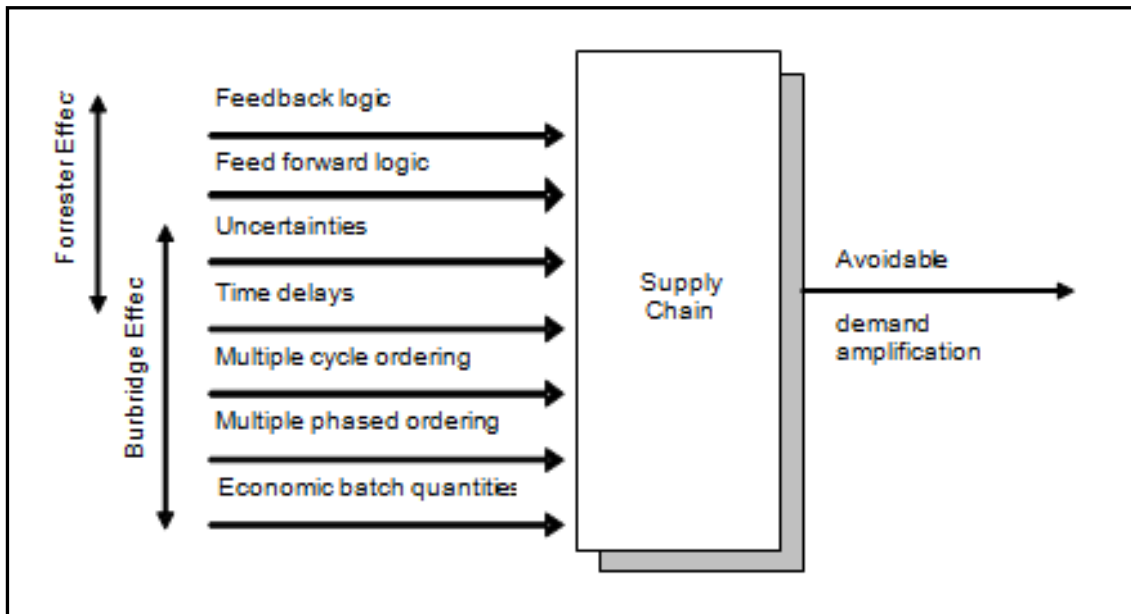 Forrester Effec
Burbridge Effec
Feedback logic
Feed forward logic
Uncertainties
Time delays
Multiple cycle ordering
Multiple phased ordering
Economic batch quantities
Supply
Chain
Avoidable
demand
amplification